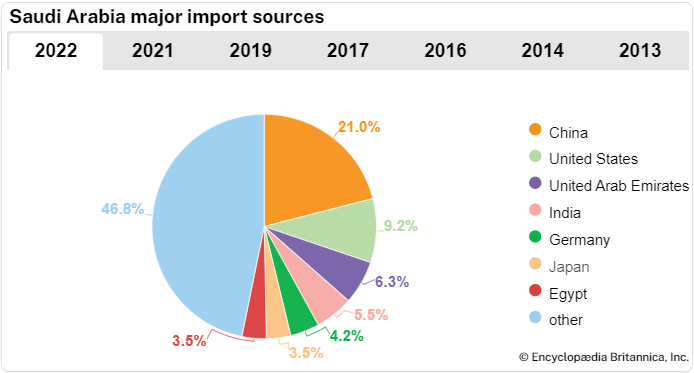 Saudi Arabia major import sources
2022 2021 2019 2017 2016 2014 2013
21.0%
9.2%
6.3%
5.5%
4.2%
3.5%
3.5%
46.8%
China
United States
United Arab Emirates
India
Germany
Japan
Egypt
other
© Encyclopædia Britannica, Inc.